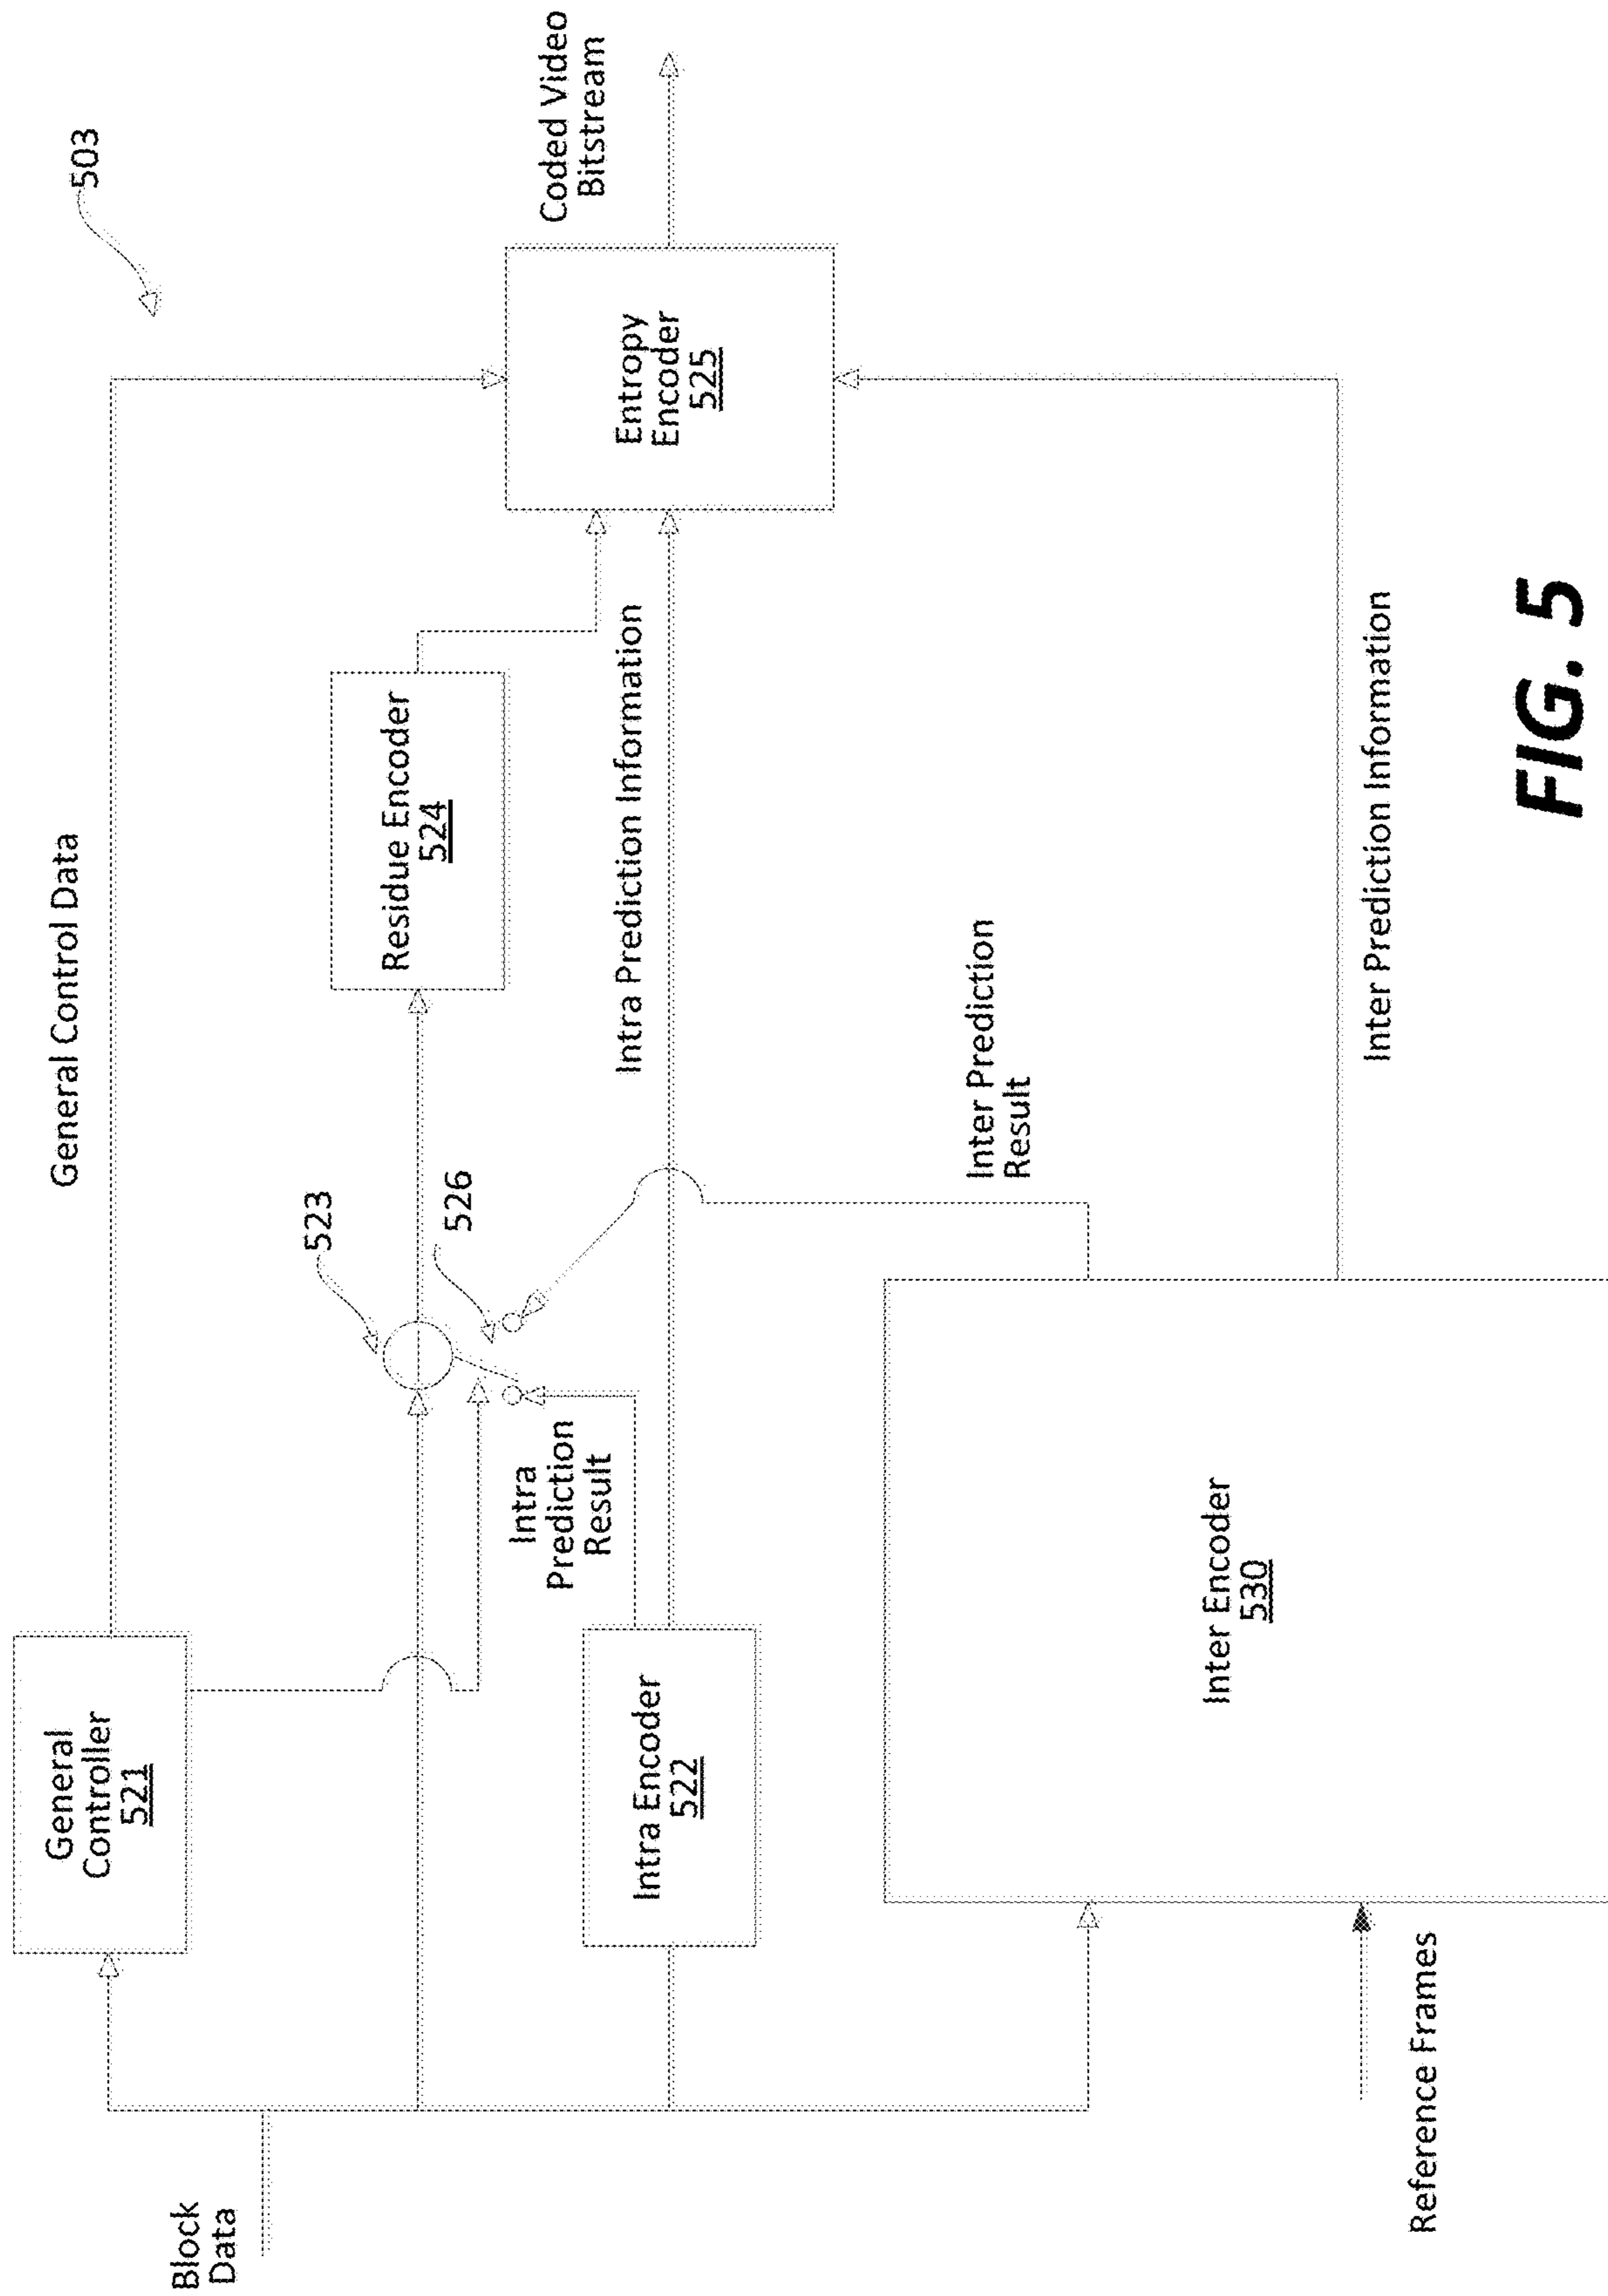 503
General Control Data
General
Controller
521
Block
Data
523
526
Residue Encoder
524
Coded Video
Bitstream
Entropy
Encoder
525
Intra
Prediction
Result
Intra Prediction Information
Intra Encoder
522
Inter Prediction
Result
Inter Encoder
530
Inter Prediction Information
Reference Frames
FIG. 5